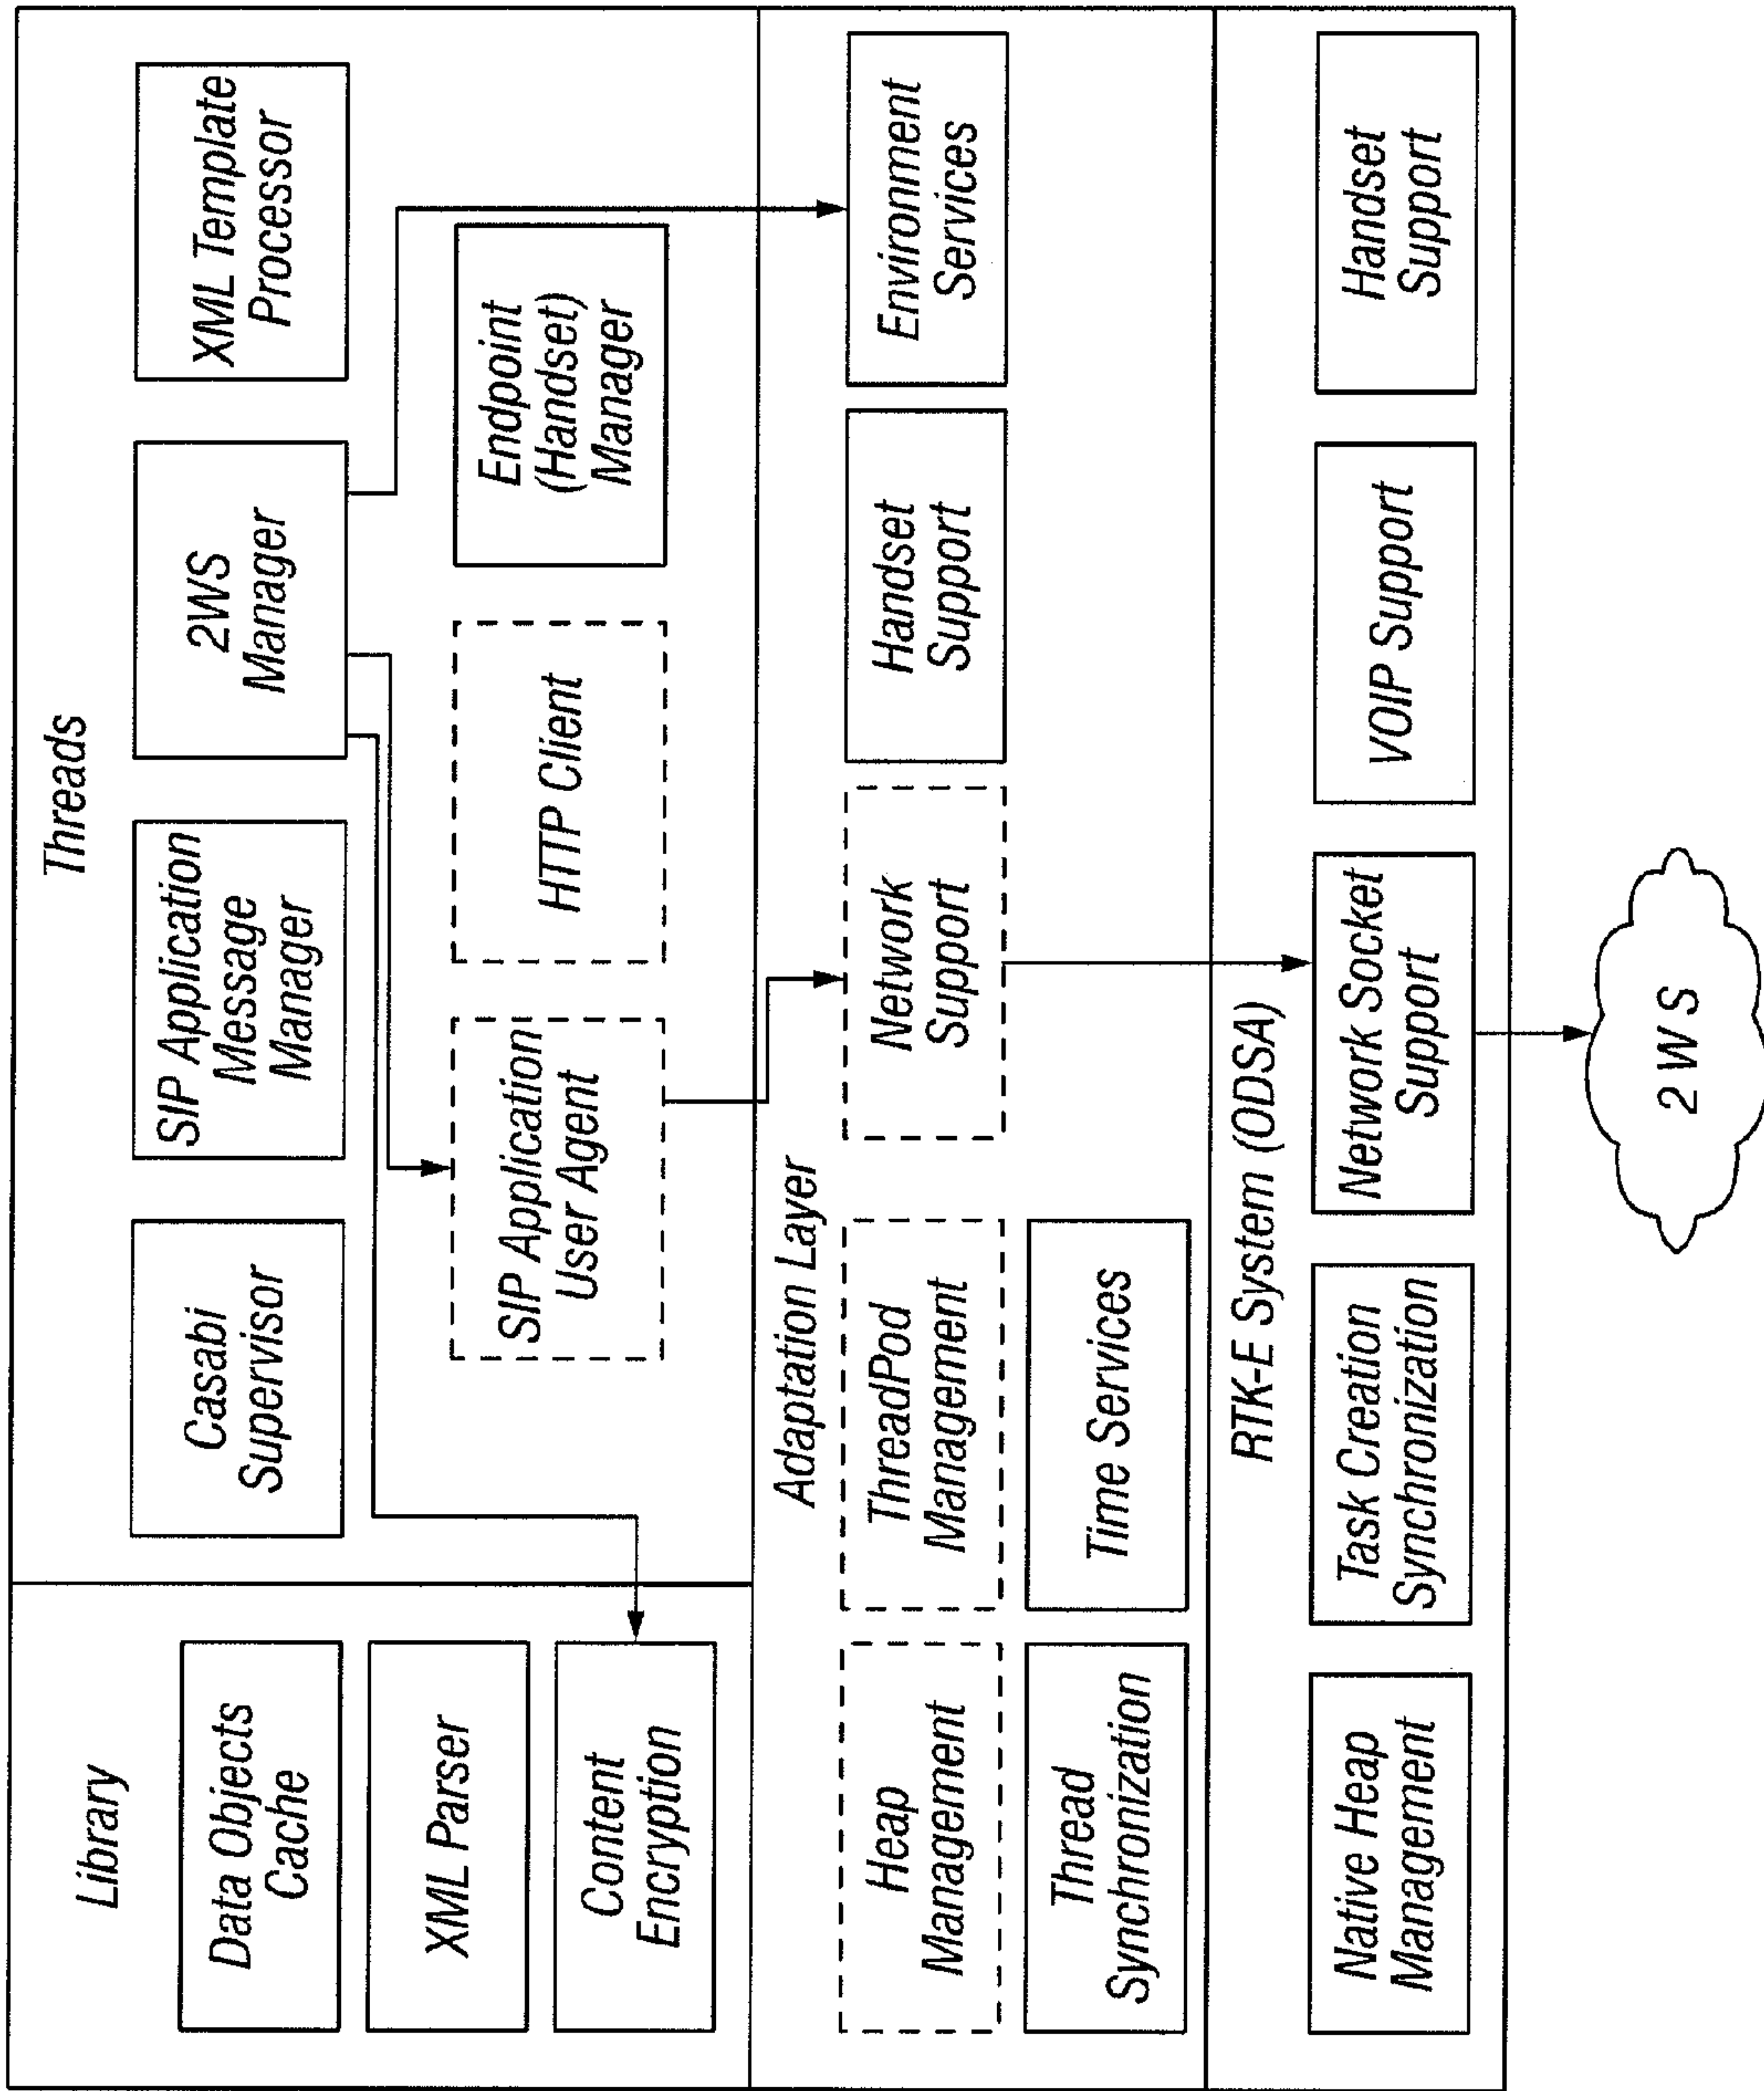 Library
Data Objects
Cache
XML Parser
Content
Encryption
Threads
Casabi
Supervisor
SIP Application
Message
Manager
2WS
Manager
XML Template
Processor
SIP Application
User Agent
HTTP Client
Endpoint
(Handset)
Manager
Adaptation Layer
Heap
Management
ThreadPod
Management
Network
Support
Handset
Support
Environment
Services
Thread
Synchronization
Time Services
RTK-E System (ODSA)
Native Heap
Management
Task Creation
Synchronization
Network Socket
Support
VOIP Support
Handset
Support
2 W S